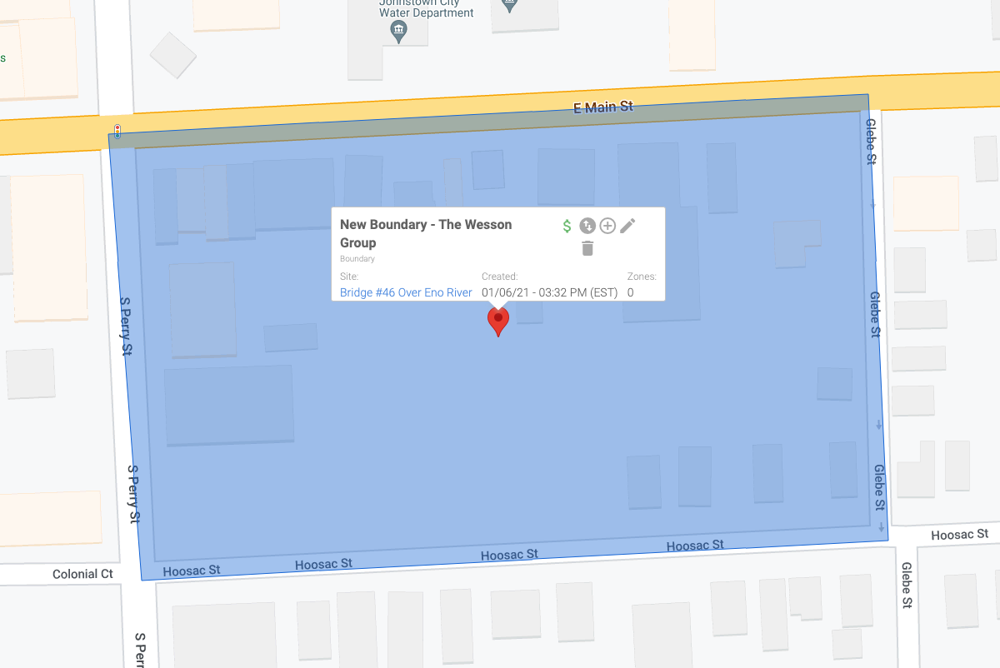 Johnstown City
Water Department
s
E Main St
Glebe St
New Boundary - The Wesson
Group
$
Boundary
Site:
Created:
Zones:
Bridge #46 Over Eno River
01/06/21 - 03:32 PM (EST)
0
S Perry St
Glebe St
S Perry St
Glebe St
Hoosac St
Hoosac St
Hoosac St
Hoosac St
Hoosac St
Colonial Ct
Glebe St
S Perr